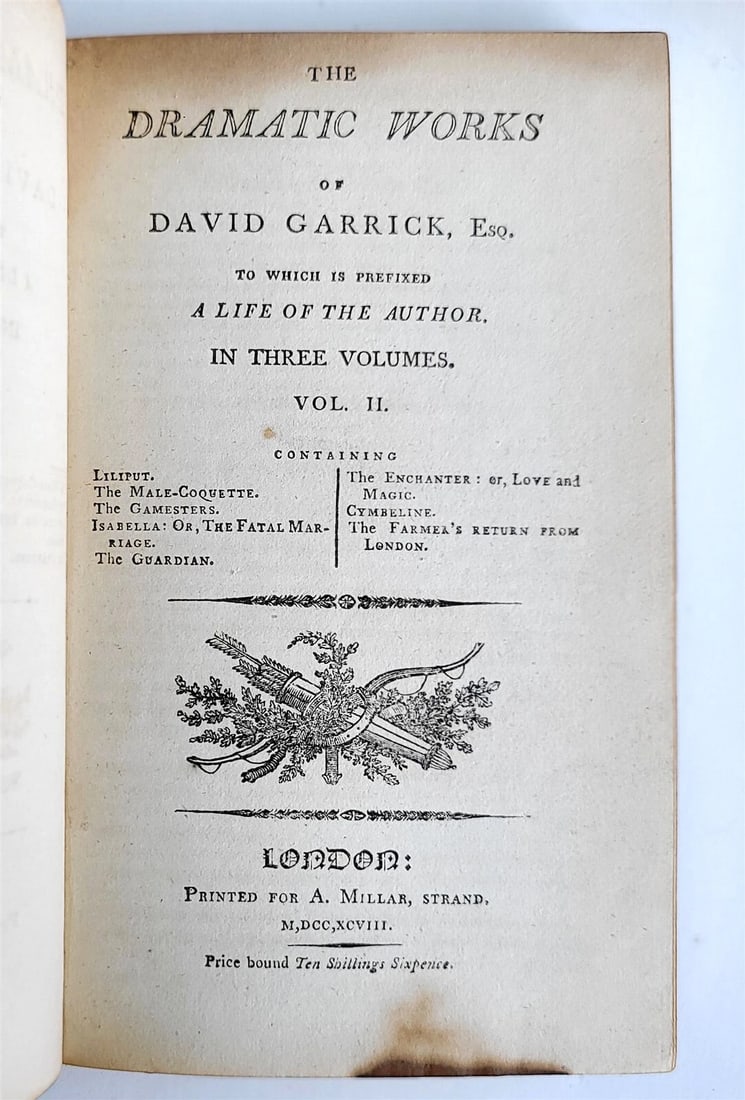 THE
DRAMATIC WORKS
OF
DAVID GARRICK, Esq.
TO WHICH IS PREFIXED
A LIFE OF THE AUTHOR.
IN THREE VOLUMES.
VOL. II.
CONTAINING
LILIPUT.
The MALE-COQUETTE.
The GAMESTERS.
ISABELLA: OR, THE FATAL MAR-
RIAGE.
The GUARDIAN.
The ENCHANTER: or, LOVE and
MAGIC.
CYMBELINE.
The FARMER'S RETURN FROM
LONDON.
LONDON:
PRINTED FOR A. MILLAR, STRAND,
M,DCC,XCVIII.
Price bound Ten Shillings Sixpence.